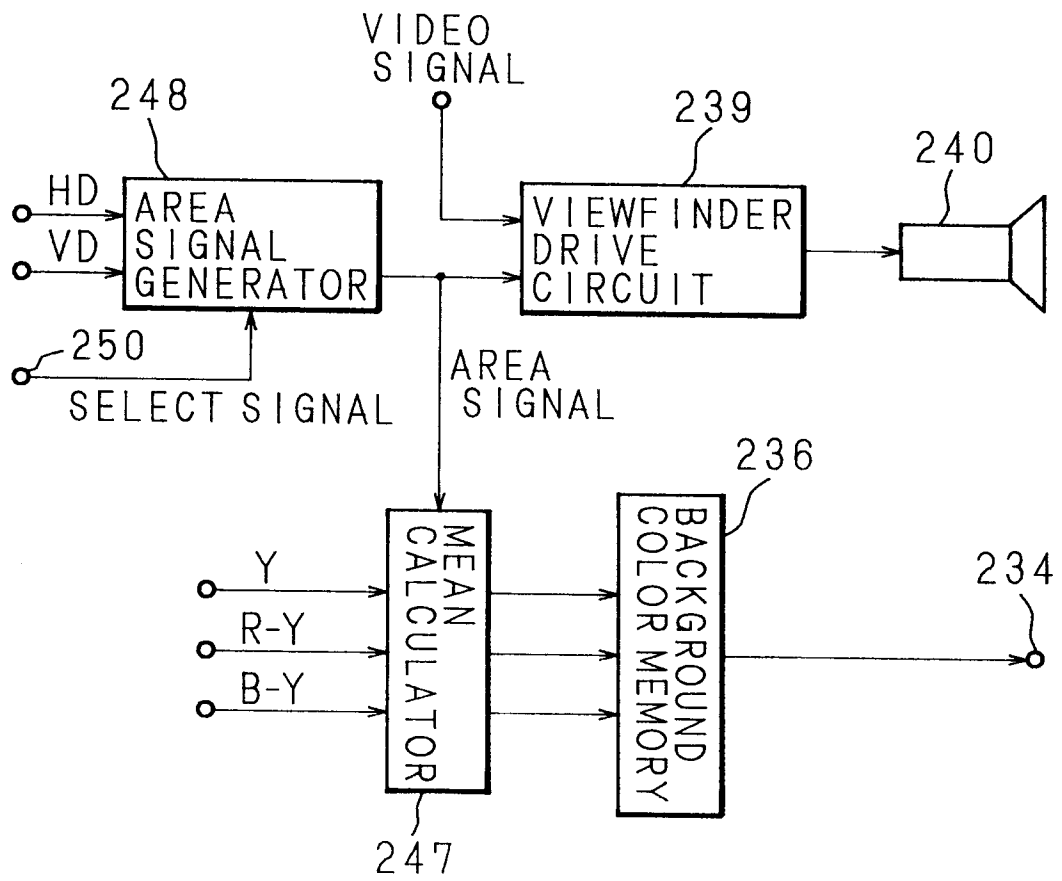 VIDEO
SIGNAL
248
239
240
HD
VD
AREA
SIGNAL
GENERATOR
VIEWFINDER
DRIVE
CIRCUIT
250
SELECT SIGNAL
AREA
SIGNAL
236
Y
R-Y
B-Y
MEAN
CALCULATOR
BACKGROUND
COLOR MEMORY
234
247